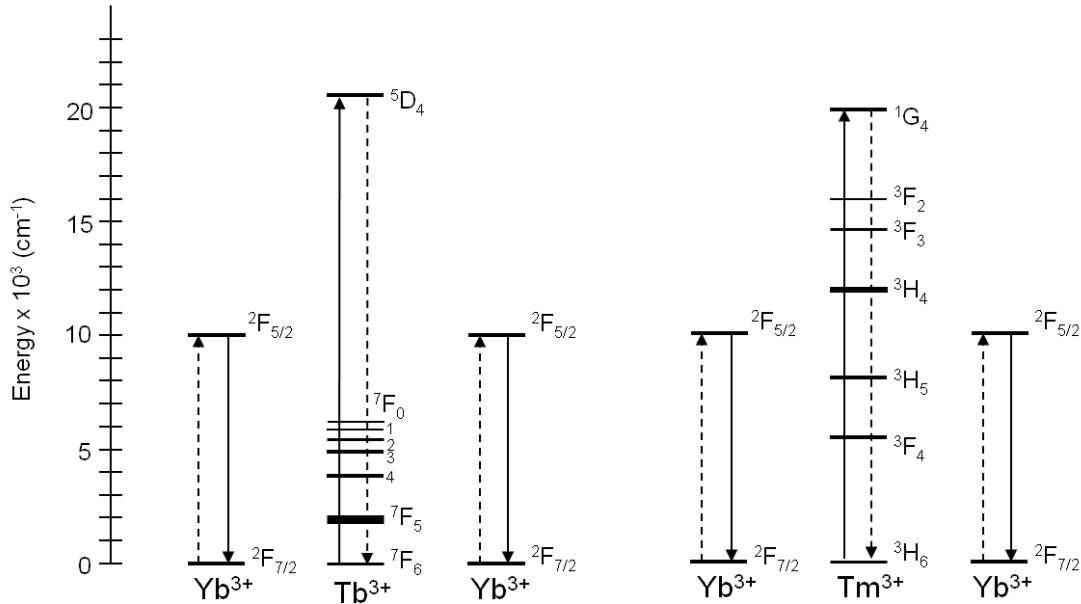 Energy x 10³ (cm⁻¹)
20
15
10
5
0
²F₅/₂
²F₇/₂
Yb³⁺
⁵D₄
⁷F₀
1
2
3
4
⁷F₅
⁷F₆
Tb³⁺
²F₅/₂
²F₇/₂
Yb³⁺
²F₅/₂
²F₇/₂
Yb³⁺
¹G₄
³F₂
³F₃
³H₄
³H₅
³F₄
³H₆
Tm³⁺
²F₅/₂
²F₇/₂
Yb³⁺